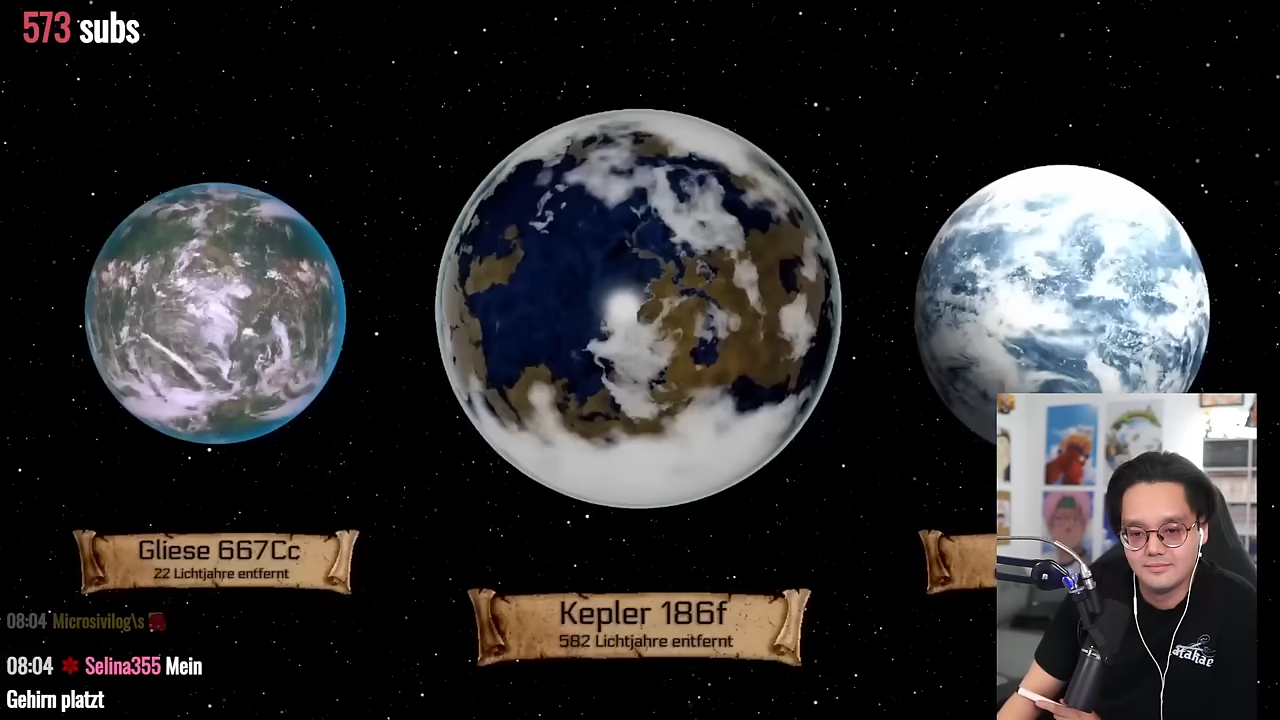 573 subs
Gliese 667Cc
22 Lichtjahre entfernt
Kepler 186f
582 Lichtjahre entfernt
08:04 Microsivilog\s
08:04 Selina355 Mein
Gehirn platzt